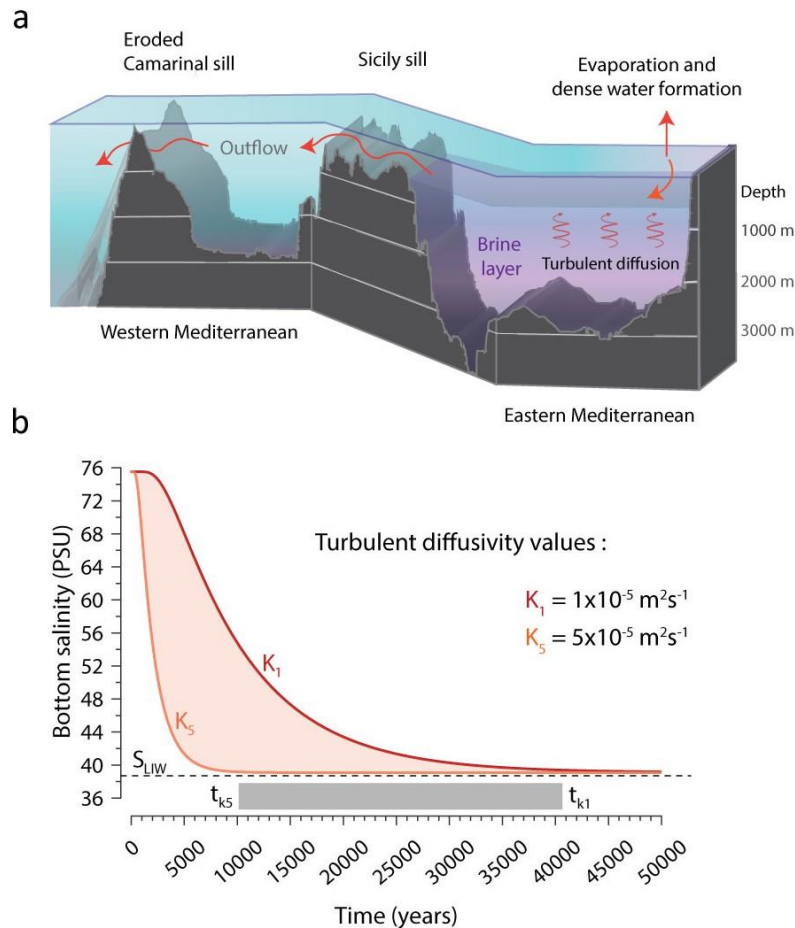 a
Eroded
Camarinal sill
Sicily sill
Evaporation and
dense water formation
Outflow
Depth
Brine
layer
Turbulent diffusion
1000 m
2000 m
3000 m
Western Mediterranean
Eastern Mediterranean
b
Bottom salinity (PSU)
76
72
68
64
60
56
52
48
44
40
36
Turbulent diffusivity values :
K₁ = 1x10⁻⁵ m²s⁻¹
K₅ = 5x10⁻⁵ m²s⁻¹
K₁
K₅
S_LIW
t_k5
t_k1
0
5000
10000
15000
20000
25000
30000
35000
40000
45000
50000
Time (years)